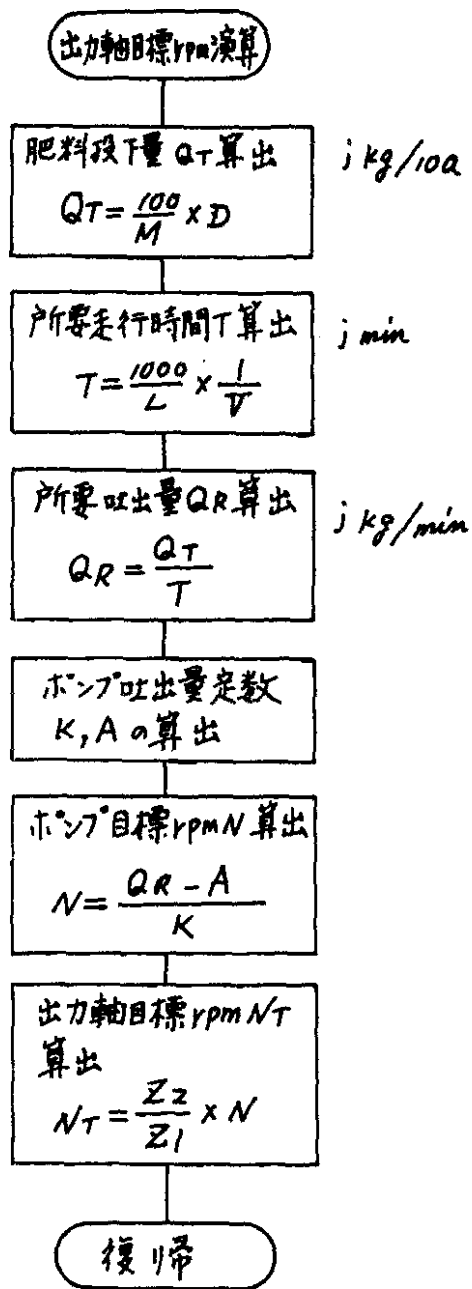 出力軸目標rpm演算
肥料投下量QT算出
; kg/10a
QT=100/M×D
所要走行時間T算出
; min
T=1000/L×1/V
所要吐出量QR算出
; kg/min
QR=QT/T
ポンプ吐出量定数
K,Aの算出
ポンプ目標rpmN算出
N=QR-A/K
出力軸目標rpmNT
算出
NT=Z2/Z1×N
復帰